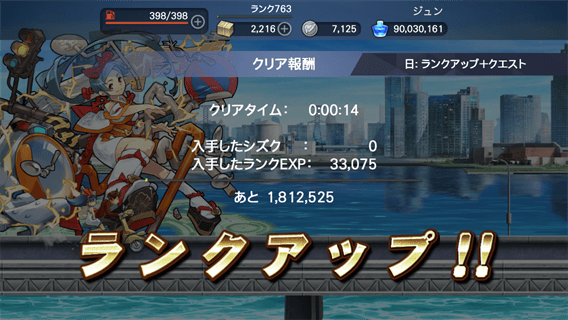 ランク763
ジュン
398/398
2,216
7,125
90,030,161
クリア報酬
日: ランクアップ+クエスト
クリアタイム: 0:00:14
入手したシズク : 0
入手したランクEXP: 33,075
あと 1,812,525
ランクアップ!!